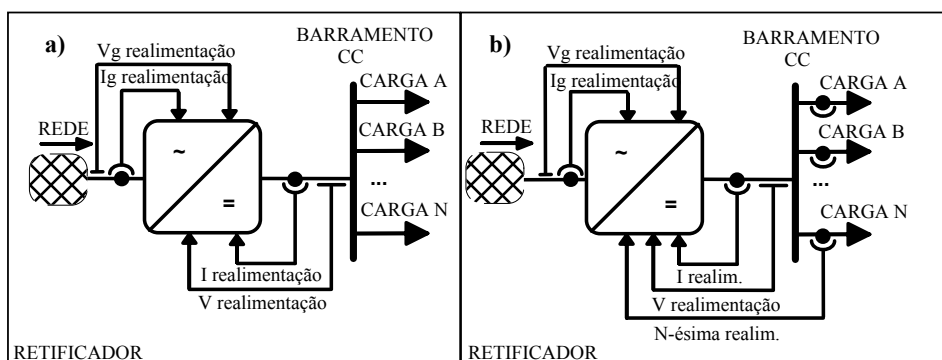 a)
Vg realimentação
Ig realimentação
BARRAMENTO
CC
CARGA A
REDE
CARGA B
~
...
=
CARGA N
I realimentação
V realimentação
RETIFICADOR
b)
Vg realimentação
Ig realimentação
BARRAMENTO
CC
CARGA A
REDE
CARGA B
~
...
=
CARGA N
I realim.
V realimentação
N-ésima realim.
RETIFICADOR